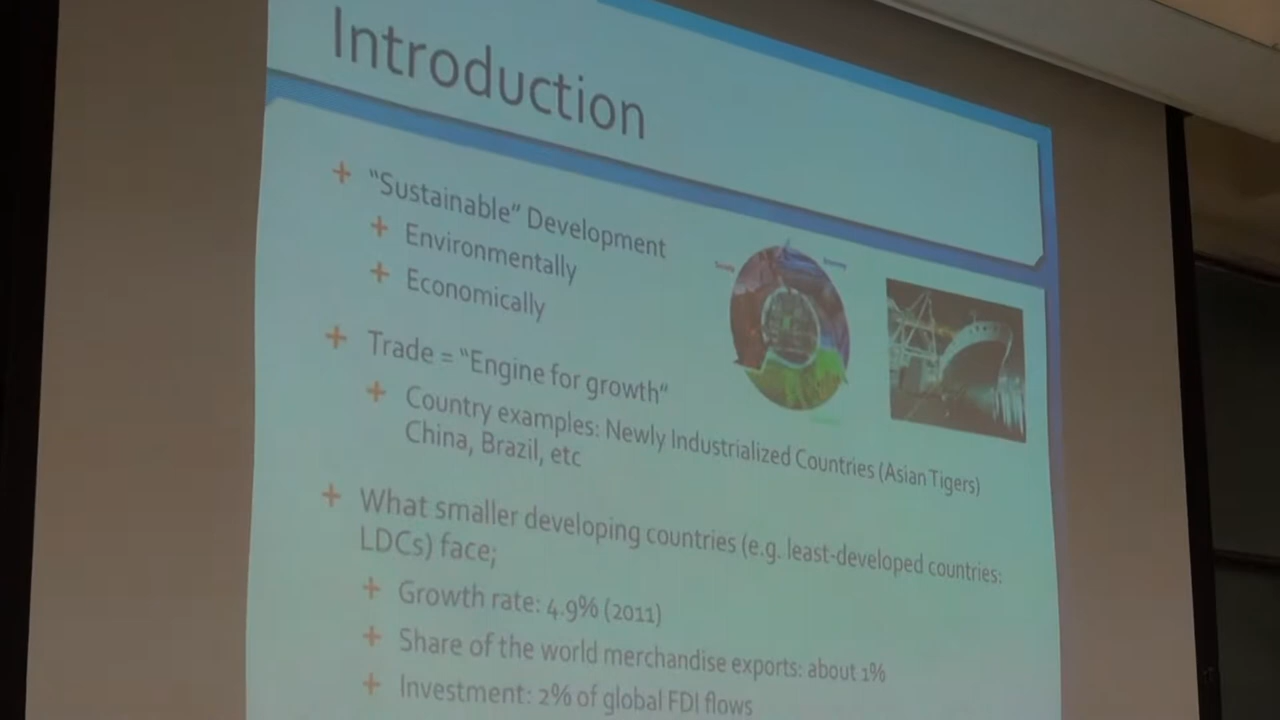 Introduction
"Sustainable" Development
Environmentally
Economically
Trade = "Engine for growth"
Country examples: Newly Industrialized Countries (Asian Tigers)
China, Brazil, etc
What smaller developing countries (e.g. least-developed countries:
LDCs) face;
Growth rate: 4.9% (2011)
Share of the world merchandise exports: about 1%
Investment: 2% of global FDI flows